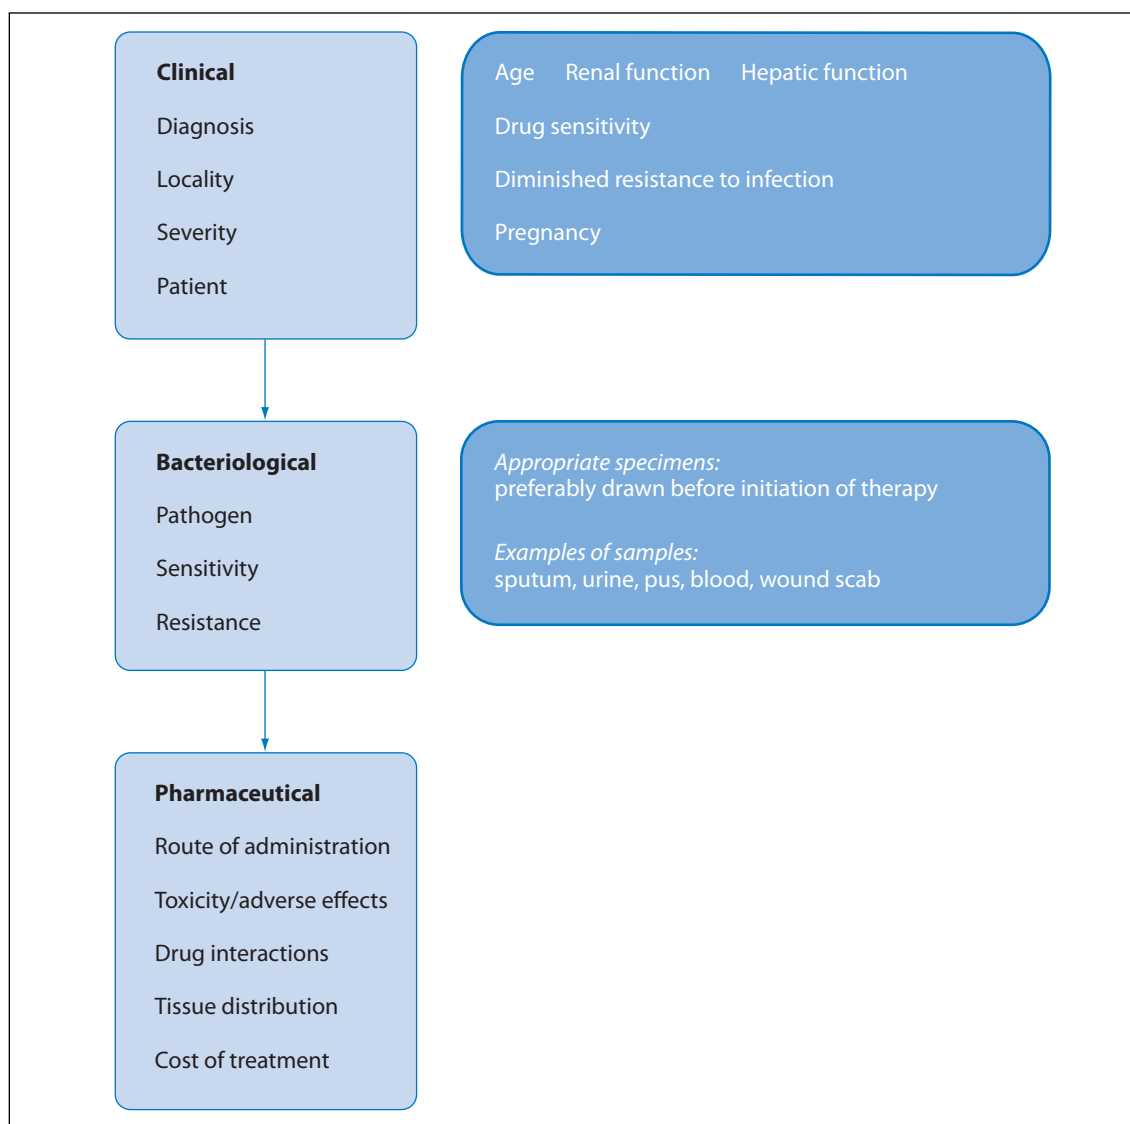 Clinical
Diagnosis
Locality
Severity
Patient
Age Renal function Hepatic function
Drug sensitivity
Diminished resistance to infection
Pregnancy
Bacteriological
Pathogen
Sensitivity
Resistance
Appropriate specimens:
preferably drawn before initiation of therapy
Examples of samples:
sputum, urine, pus, blood, wound scab
Pharmaceutical
Route of administration
Toxicity/adverse effects
Drug interactions
Tissue distribution
Cost of treatment